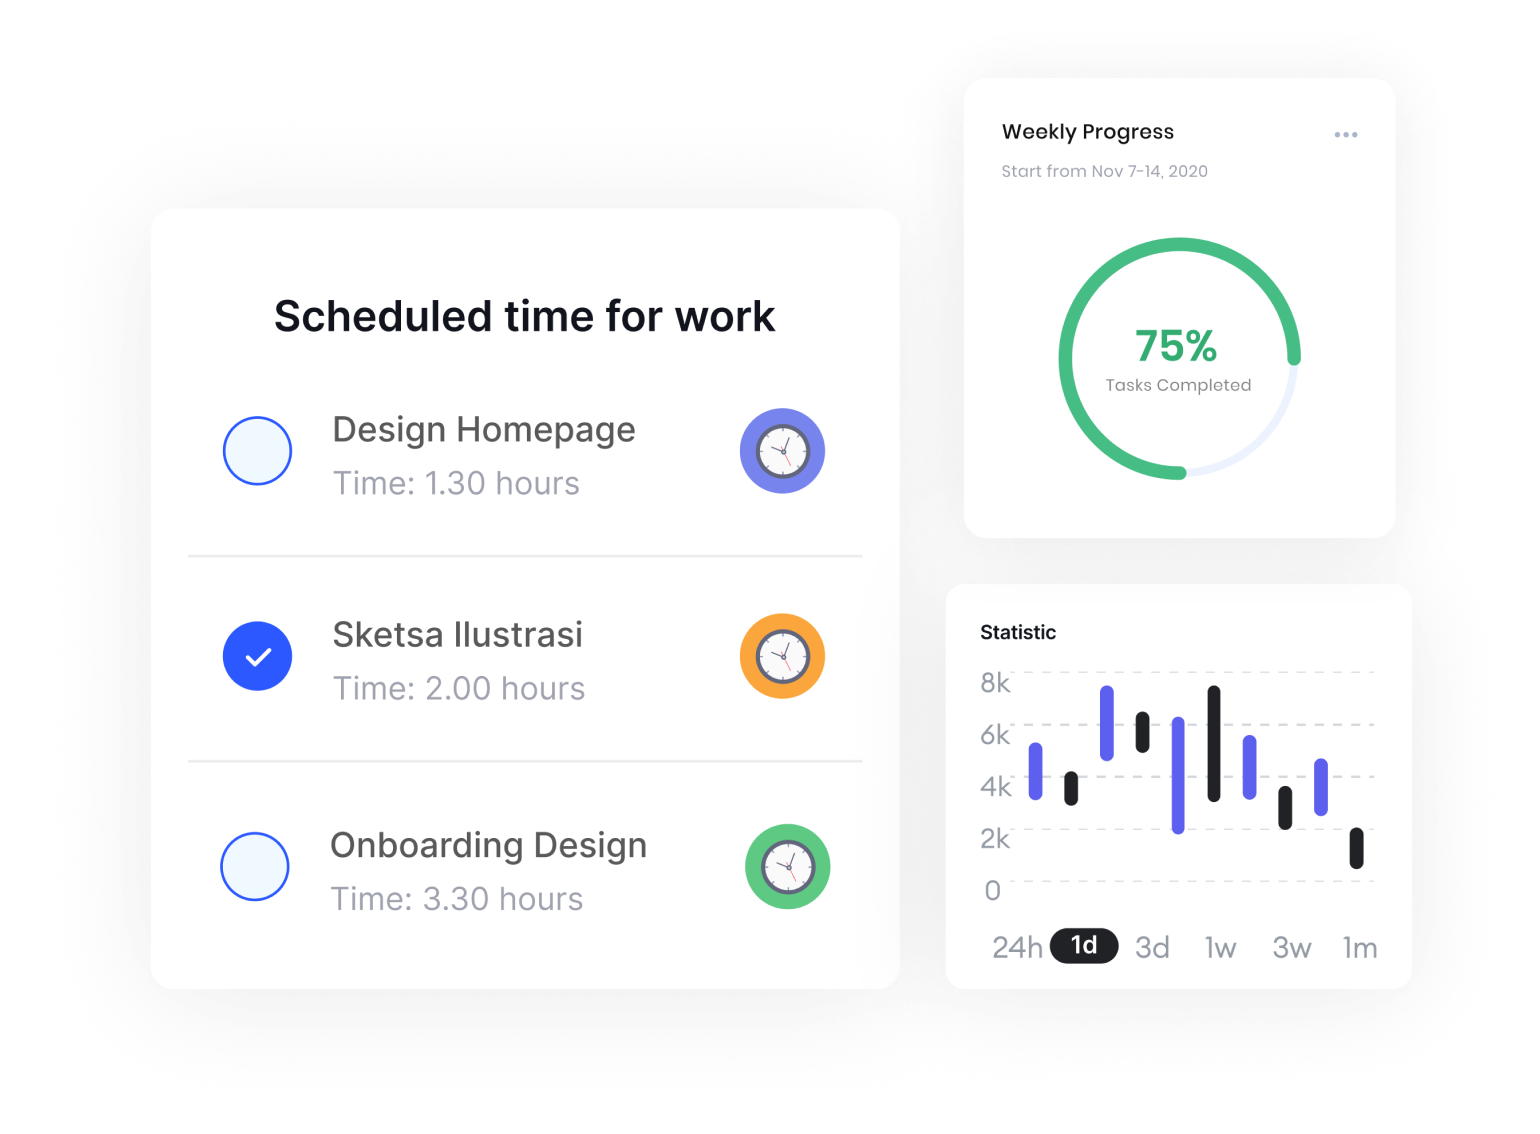 Scheduled time for work
Design Homepage
Time: 1.30 hours
Sketsa Ilustrasi
Time: 2.00 hours
Onboarding Design
Time: 3.30 hours
Weekly Progress
Start from Nov 7-14, 2020
75%
Tasks Completed
Statistic
8k
6k
4k
2k
0
24h 1d 3d 1w 3w 1m